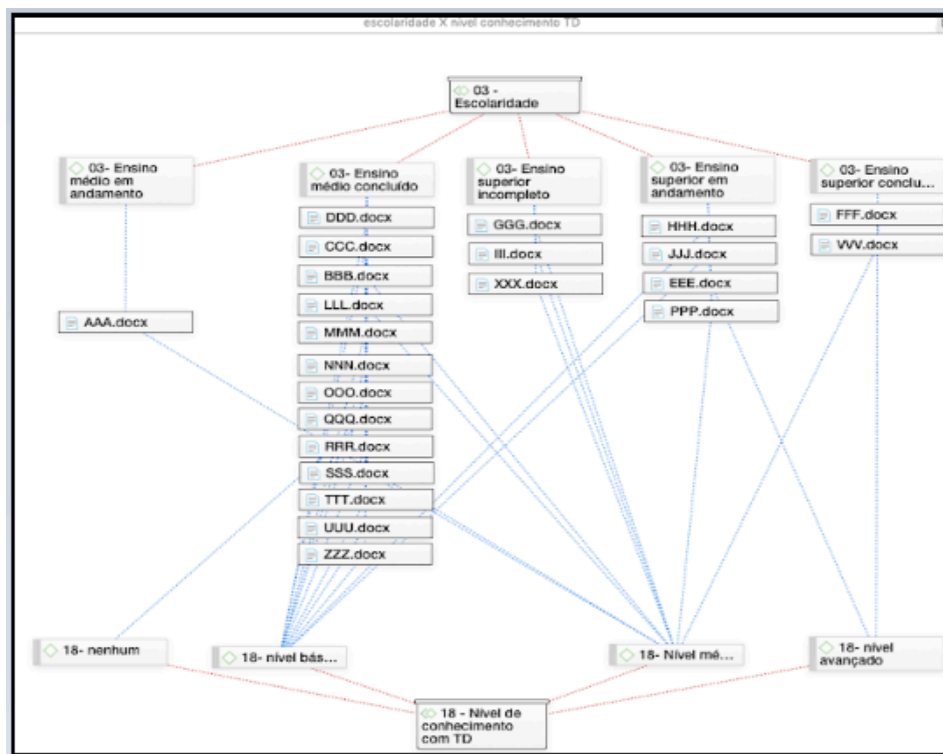 escolaridade X nível conhecimento TD
03 -
Escolaridade
03- Ensino
médio em
andamento
03- Ensino
médio concluído
03- Ensino
superior
incompleto
03- Ensino
superior em
andamento
03- Ensino
superior conclu...
AAA.docx
DDD.docx
CCC.docx
BBB.docx
LLL.docx
MMM.docx
NNN.docx
OOO.docx
QQQ.docx
RRR.docx
SSS.docx
TTT.docx
UUU.docx
ZZZ.docx
GGG.docx
III.docx
XXX.docx
HHH.docx
JJJ.docx
EEE.docx
PPP.docx
FFF.docx
VVV.docx
18- nenhum
18- nível bás...
18- Nível mé...
18- nível
avançado
18 - Nível de
conhecimento
com TD